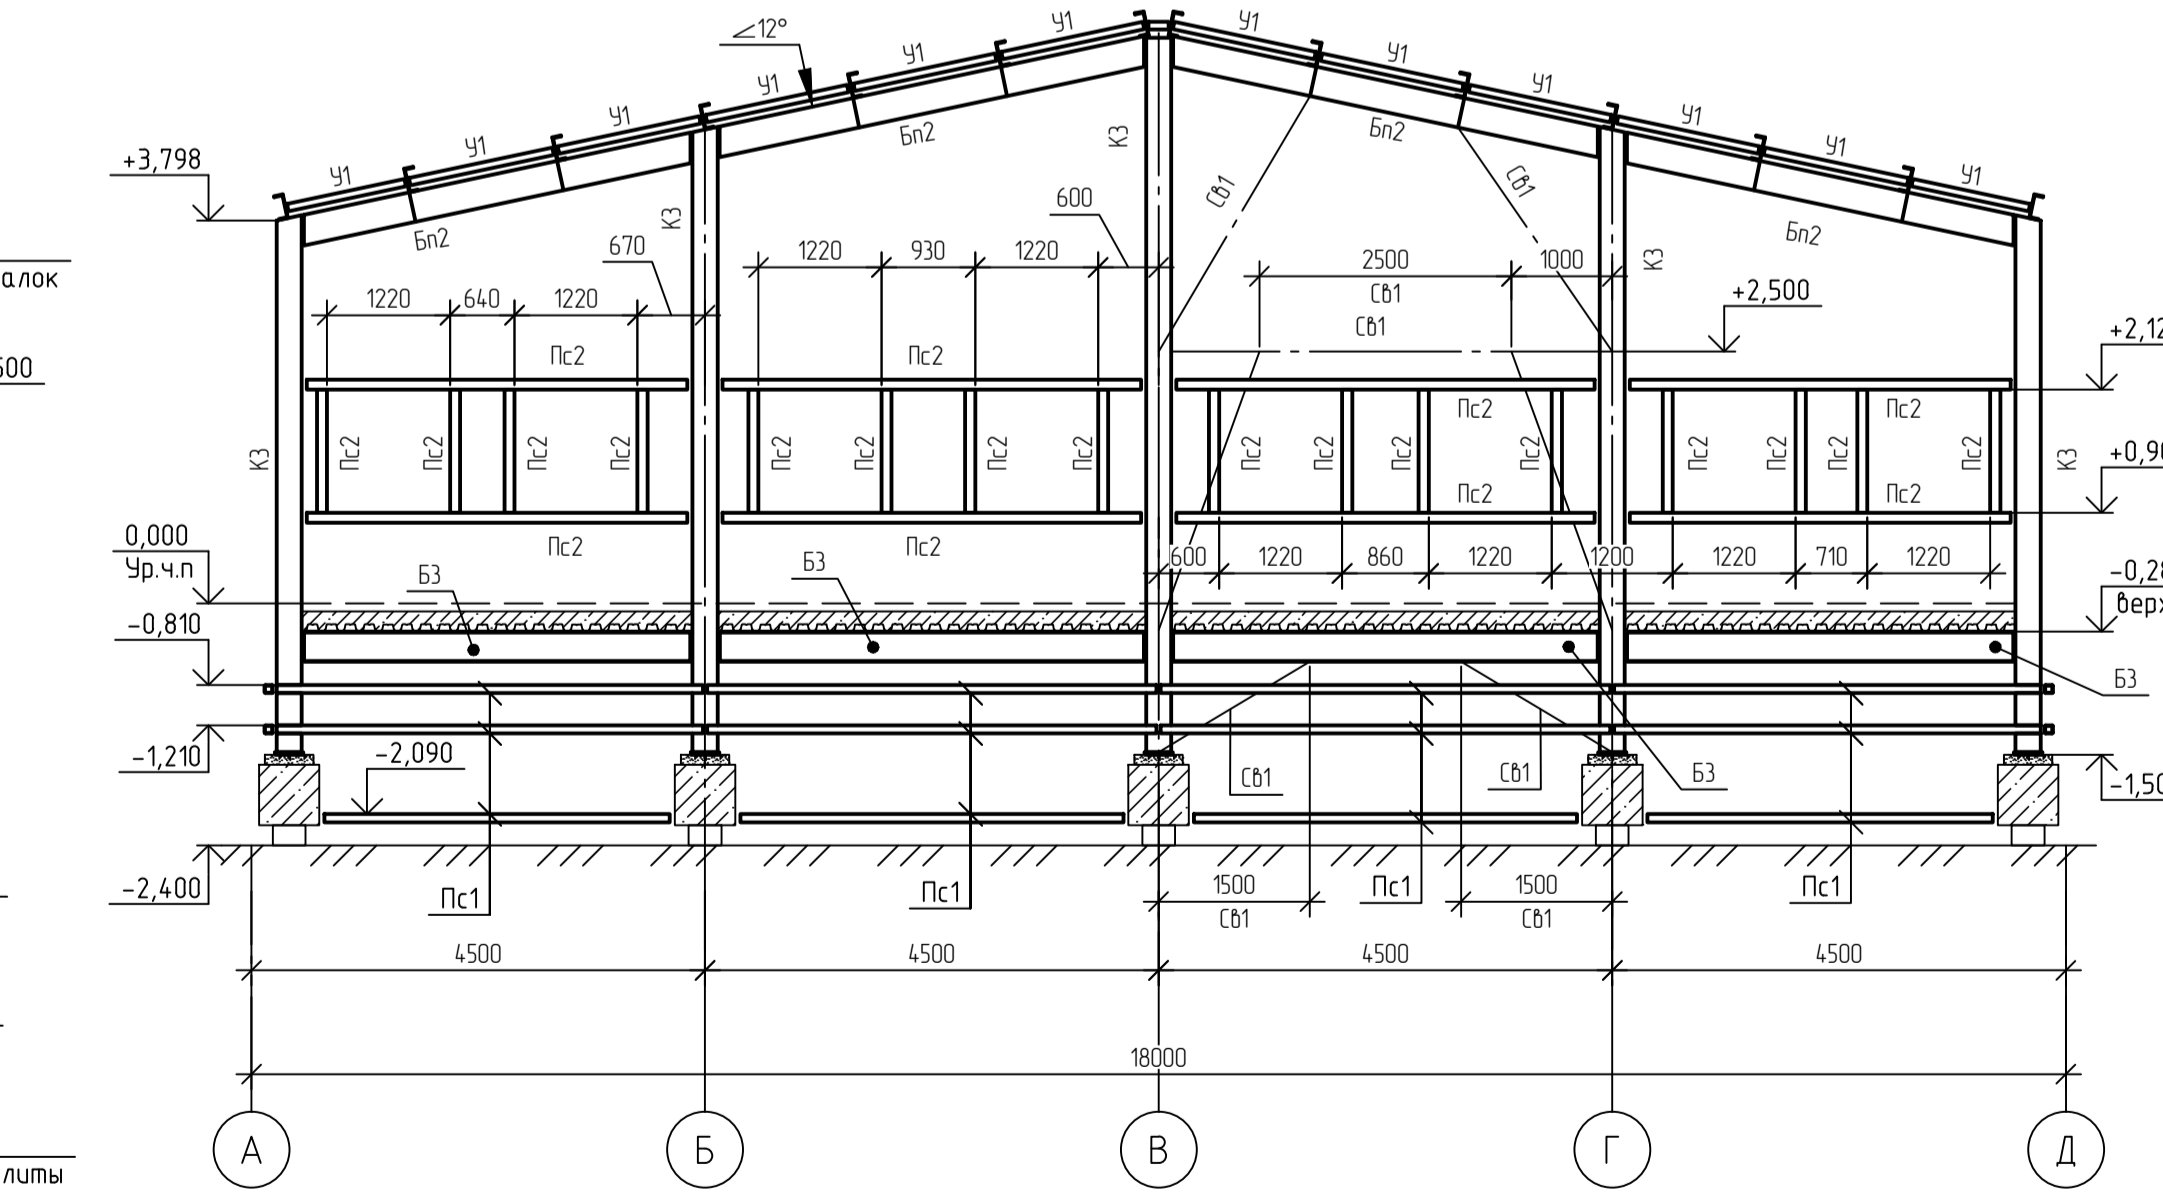 У1 У1
∠12°
У1 У1
У1 У1
У1 У1
У1 У1
У1 У1
+3,798
Бп2 К3 Бп2
К3 Св1 Св1
600
Бп2 Бп2
670 1220 930 1220 2500 1000 К3
алок
Св1
1220 640 1220 +2,500
Св1
+2,12
Пс2 Пс2
500
Пс2 Пс2
К3 Пс2 Пс2 Пс2 Пс2 Пс2 Пс2 Пс2 Пс2 Пс2 Пс2 Пс2 Пс2 Пс2 Пс2 Пс2 Пс2 К3
+0,90
Пс2 Пс2
0,000
Ур.ч.п
Пс2 Пс2
600 1220 860 1220 1200 1220 710 1220
Б3 Б3
-0,28
верх
-0,810
Б3
-1,210 -2,090
Св1 Св1 Б3
-1,50
-2,400
Пс1 Пс1 1500 Пс1 1500 Пс1
Св1 Св1
4500 4500 4500 4500
18000
А Б В Г Д
литы